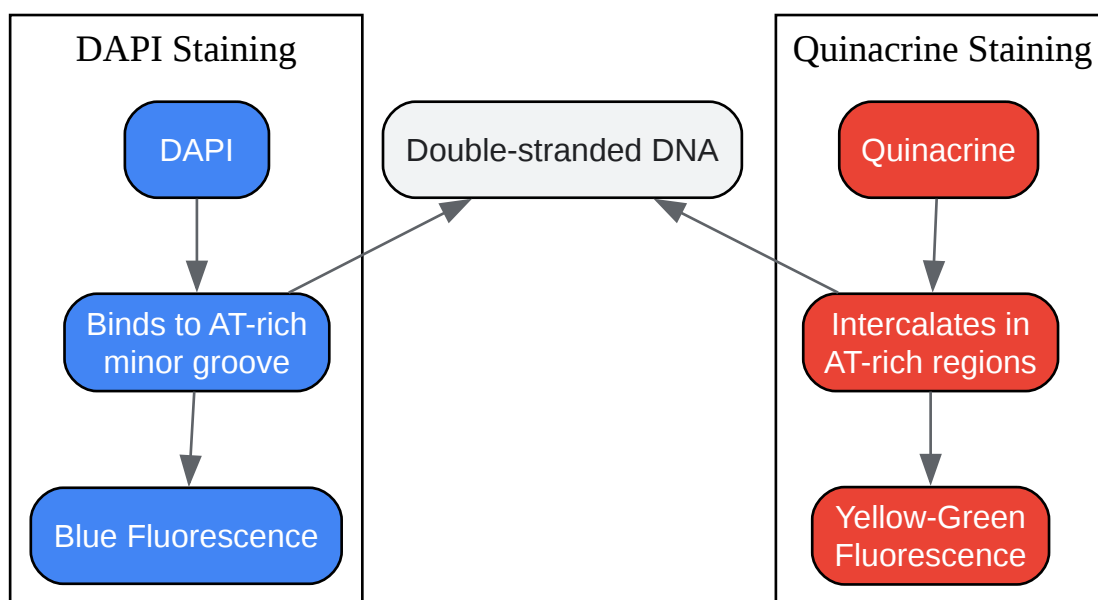 DAPI Staining
DAPI
Binds to AT-rich
minor groove
Blue Fluorescence
Double-stranded DNA
Quinacrine Staining
Quinacrine
Intercalates in
AT-rich regions
Yellow-Green
Fluorescence